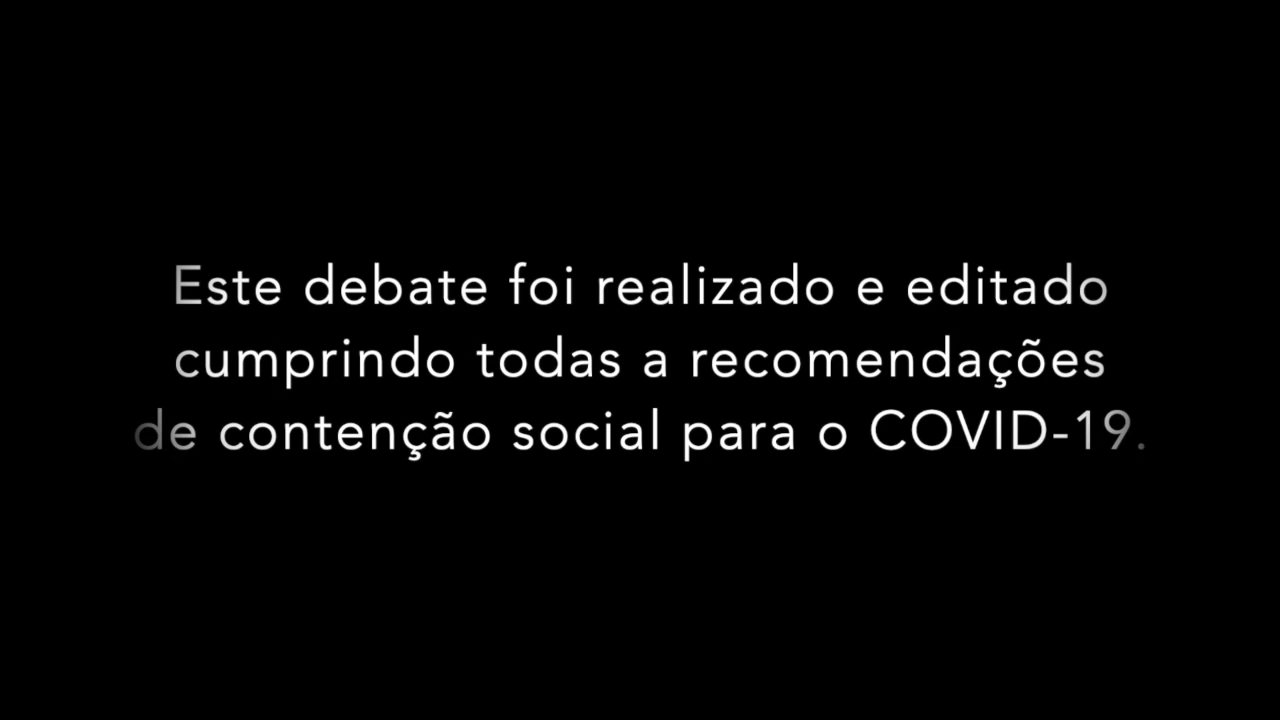 Este debate foi realizado e editado
cumprindo todas a recomendações
de contenção social para o COVID-19.